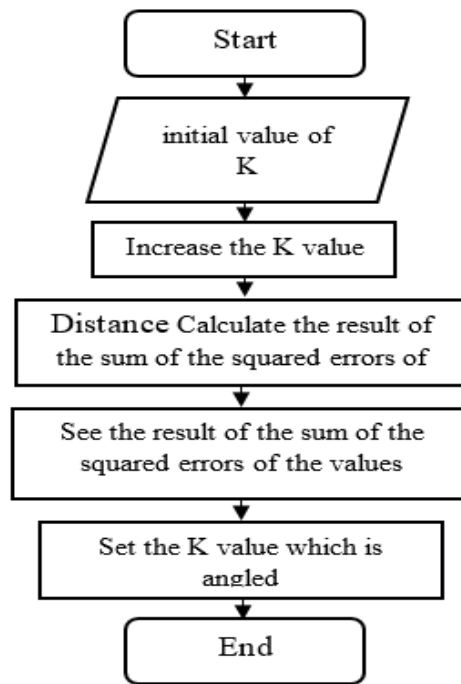 Start
initial value of
K
Increase the K value
Distance Calculate the result of
the sum of the squared errors of
See the result of the sum of the
squared errors of the values
Set the K value which is
angled
End